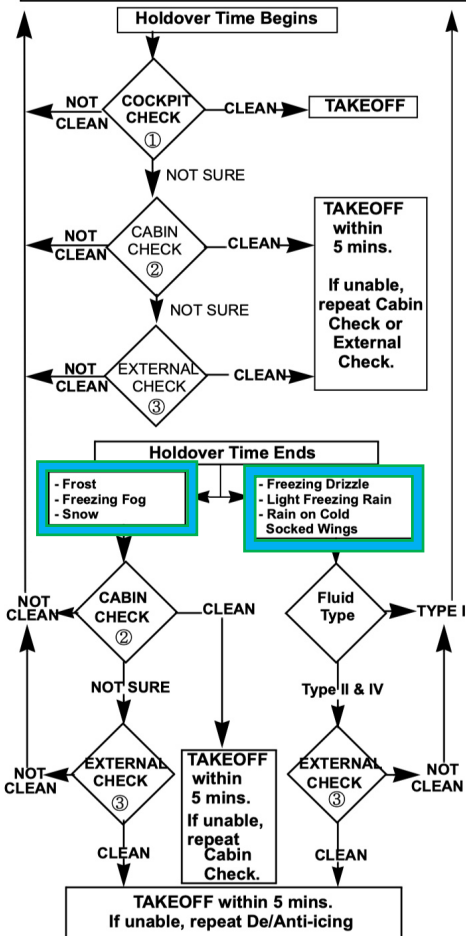 Holdover Time Begins
COCKPIT
CHECK
①
NOT
CLEAN
CLEAN
TAKEOFF
NOT SURE
CABIN
CHECK
②
NOT
CLEAN
CLEAN
TAKEOFF
within
5 mins.
If unable,
repeat Cabin
Check or
External
Check.
NOT SURE
EXTERNAL
CHECK
③
NOT
CLEAN
CLEAN
Holdover Time Ends
- Frost
- Freezing Fog
- Snow
- Freezing Drizzle
- Light Freezing Rain
- Rain on Cold
Socked Wings
CABIN
CHECK
②
NOT
CLEAN
CLEAN
Fluid
Type
TYPE I
NOT SURE
Type II & IV
EXTERNAL
CHECK
③
NOT
CLEAN
TAKEOFF
within
5 mins.
If unable,
repeat
Cabin
Check.
EXTERNAL
CHECK
③
NOT
CLEAN
CLEAN
CLEAN
TAKEOFF within 5 mins.
If unable, repeat De/Anti-icing